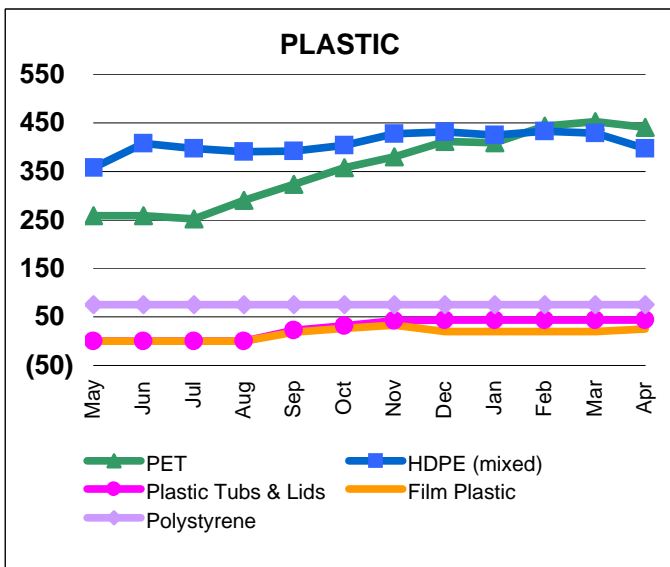 PLASTIC
550
450
350
250
150
50
(50)
May Jun Jul Aug Sep Oct Nov Dec Jan Feb Mar Apr
PET HDPE (mixed)
Plastic Tubs & Lids Film Plastic
Polystyrene